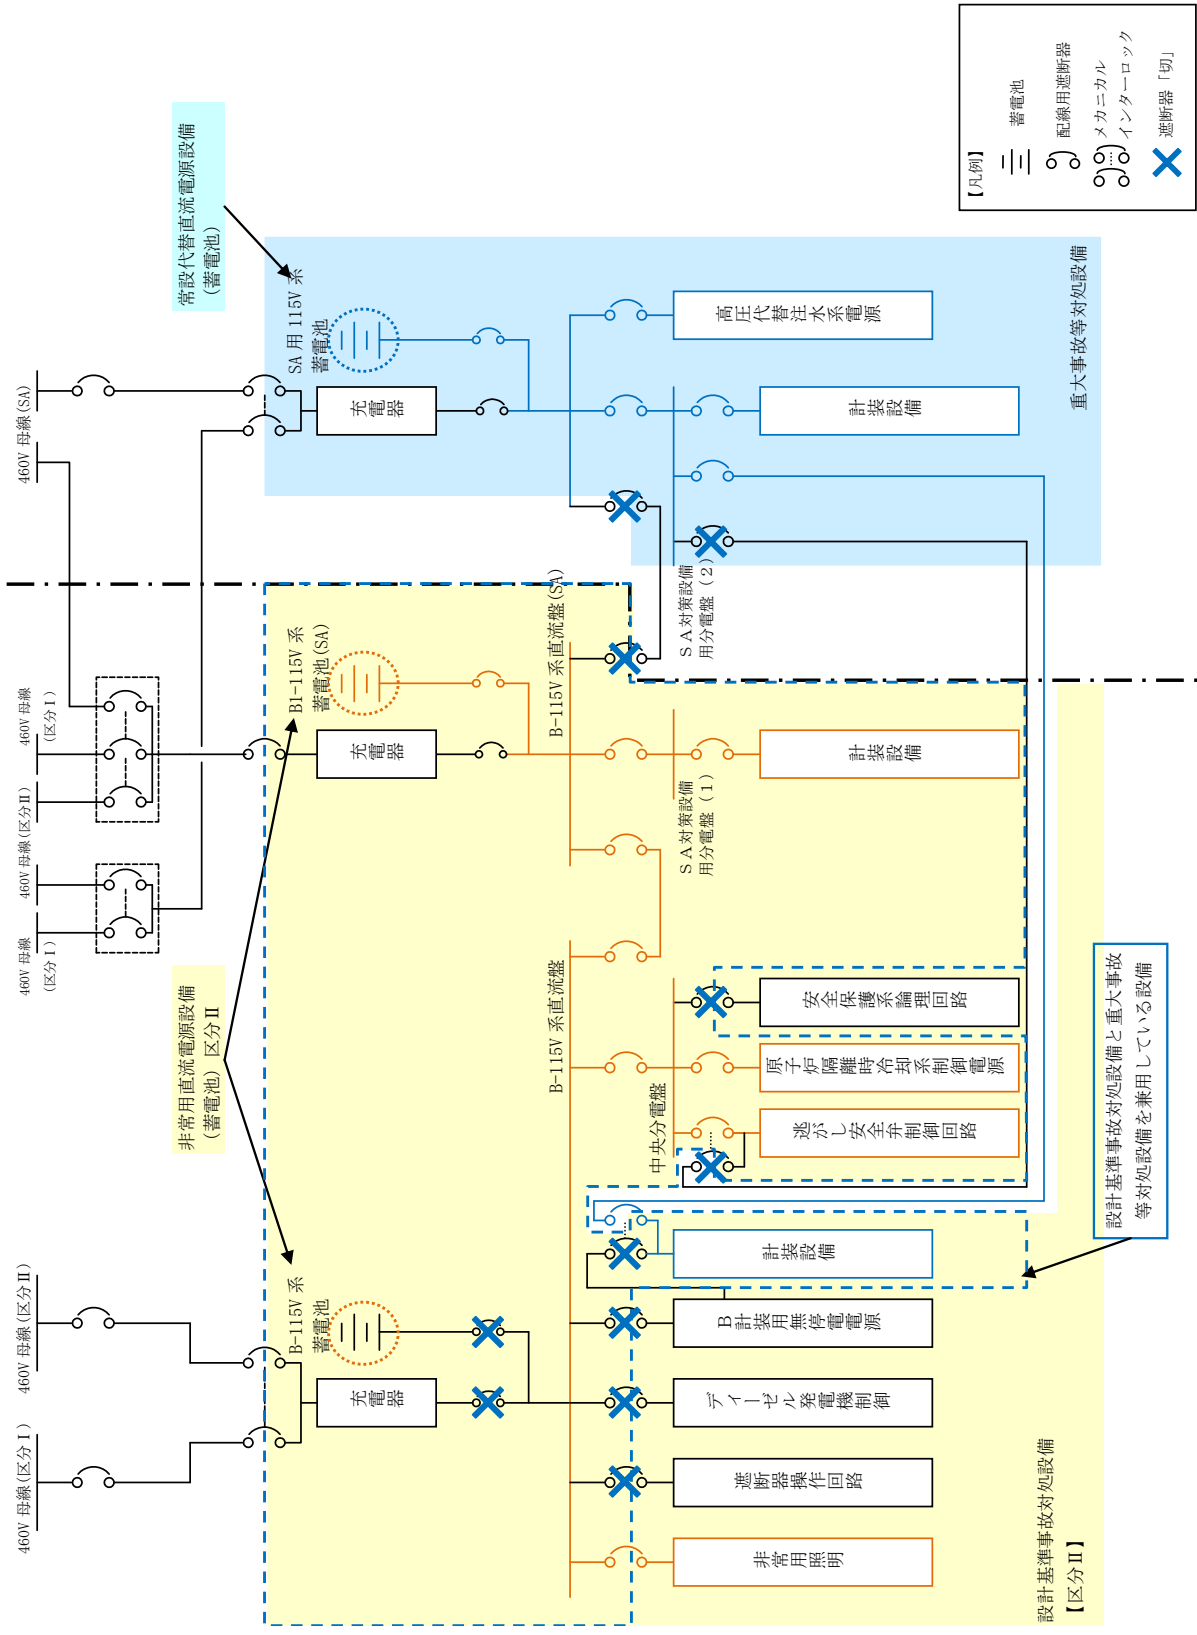 460V 母線(区分Ⅰ)
460V 母線(区分Ⅱ)
460V 母線
(区分Ⅰ)
460V 母線(区分Ⅱ)
460V 母線
(区分Ⅰ)
460V 母線(SA)
非常用直流電源設備
(蓄電池) 区分Ⅱ
常設代替直流電源設備
(蓄電池)
B-115V 系
蓄電池
充電器
B1-115V 系
蓄電池(SA)
充電器
SA 用 115V 系
蓄電池
充電器
B-115V 系直流盤
B-115V 系直流盤(SA)
中央分電盤
SA対策設備
用分電盤(1)
SA対策設備
用分電盤(2)
非常用照明
遮断器操作回路
ディーゼル発電機制御
B計装用無停電電源
計装設備
逃がし安全弁制御回路
原子炉隔離時冷却系制御電源
安全保護系論理回路
計装設備
計装設備
高圧代替注水系電源
設計基準事故対処設備
【区分Ⅱ】
重大事故等対処設備
設計基準事故対処設備と重大事故
等対処設備を兼用している設備
【凡例】
蓄電池
配線用遮断器
メカニカル
インターロック
遮断器「切」